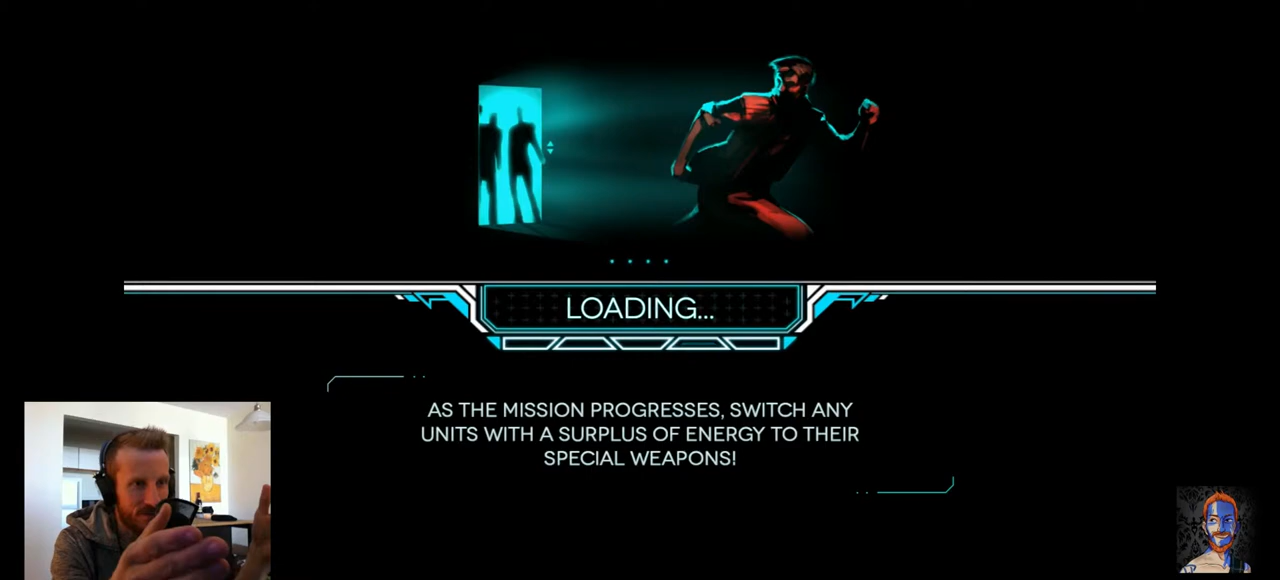 LOADING...
AS THE MISSION PROGRESSES, SWITCH ANY
UNITS WITH A SURPLUS OF ENERGY TO THEIR
SPECIAL WEAPONS!